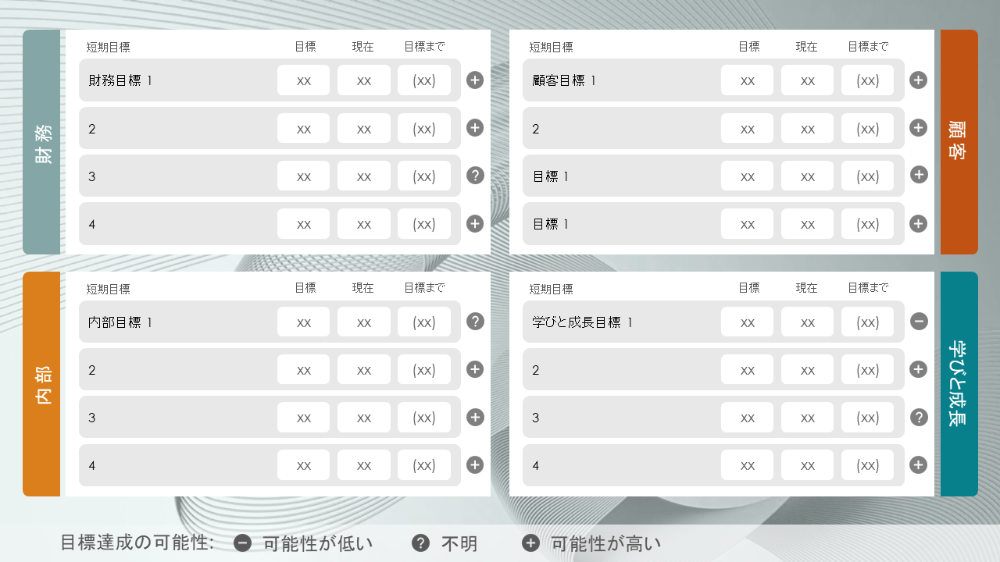 財務
短期目標 目標 現在 目標まで
財務目標 1 xx xx (xx) +
2 xx xx (xx) +
3 xx xx (xx) ?
4 xx xx (xx) +
顧客
短期目標 目標 現在 目標まで
顧客目標 1 xx xx (xx) +
2 xx xx (xx) +
目標 1 xx xx (xx) +
目標 1 xx xx (xx) +
内部
短期目標 目標 現在 目標まで
内部目標 1 xx xx (xx) ?
2 xx xx (xx) +
3 xx xx (xx) +
4 xx xx (xx) +
学びと成長
短期目標 目標 現在 目標まで
学びと成長目標 1 xx xx (xx) −
2 xx xx (xx) +
3 xx xx (xx) ?
4 xx xx (xx) +
目標達成の可能性: − 可能性が低い ? 不明 + 可能性が高い